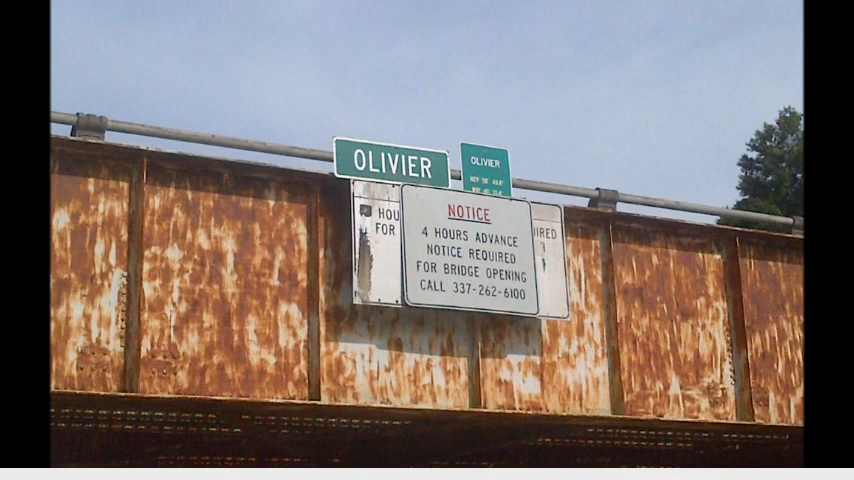 OLIVIER
OLIVIER
HOU
FOR
IRED
NOTICE
4 HOURS ADVANCE
NOTICE REQUIRED
FOR BRIDGE OPENING
CALL 337-262-6100